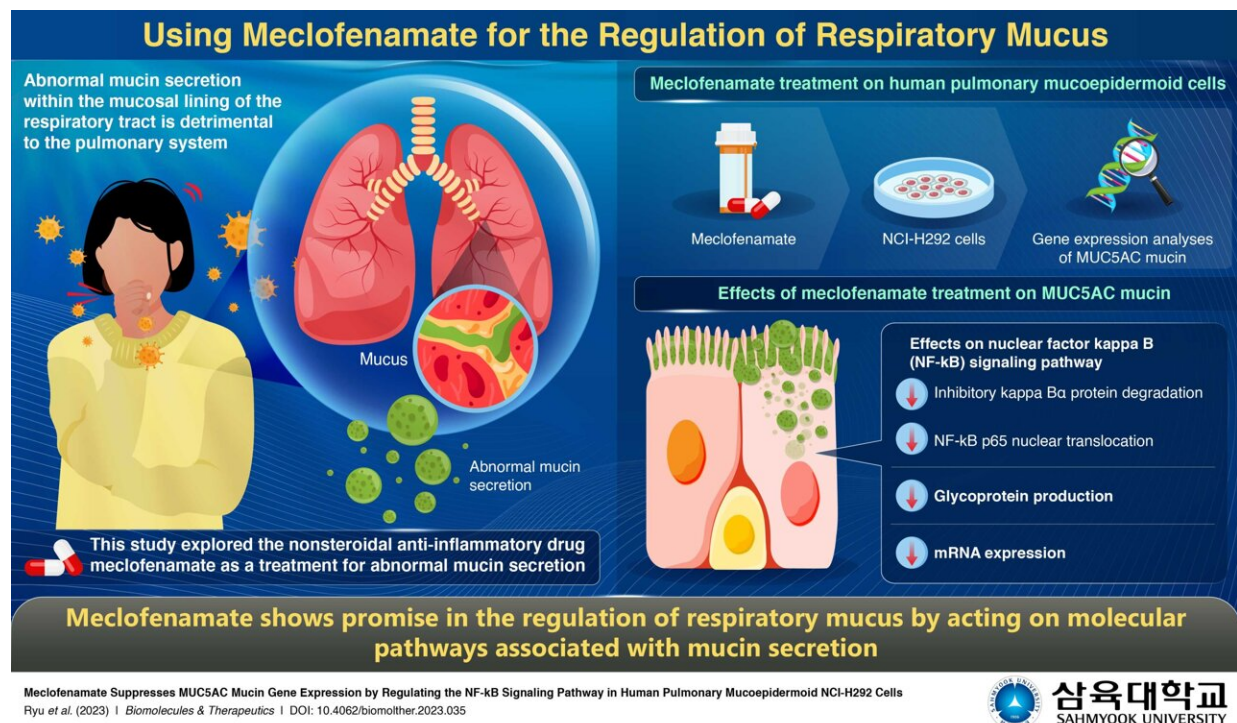 Using Meclofenamate for the Regulation of Respiratory Mucus
Abnormal mucin secretion
within the mucosal lining of the
respiratory tract is detrimental
to the pulmonary system
Mucus
Abnormal mucin
secretion
This study explored the nonsteroidal anti-inflammatory drug
meclofenamate as a treatment for abnormal mucin secretion
Meclofenamate treatment on human pulmonary mucoepidermoid cells
Meclofenamate
NCI-H292 cells
Gene expression analyses
of MUC5AC mucin
Effects of meclofenamate treatment on MUC5AC mucin
Effects on nuclear factor kappa B
(NF-kB) signaling pathway
Inhibitory kappa Bα protein degradation
NF-kB p65 nuclear translocation
Glycoprotein production
mRNA expression
Meclofenamate shows promise in the regulation of respiratory mucus by acting on molecular
pathways associated with mucin secretion
Meclofenamate Suppresses MUC5AC Mucin Gene Expression by Regulating the NF-kB Signaling Pathway in Human Pulmonary Mucoepidermoid NCI-H292 Cells
Ryu et al. (2023) | Biomolecules & Therapeutics | DOI: 10.4062/biomolther.2023.035
삼육대학교
SAHMYOOK UNIVERSITY